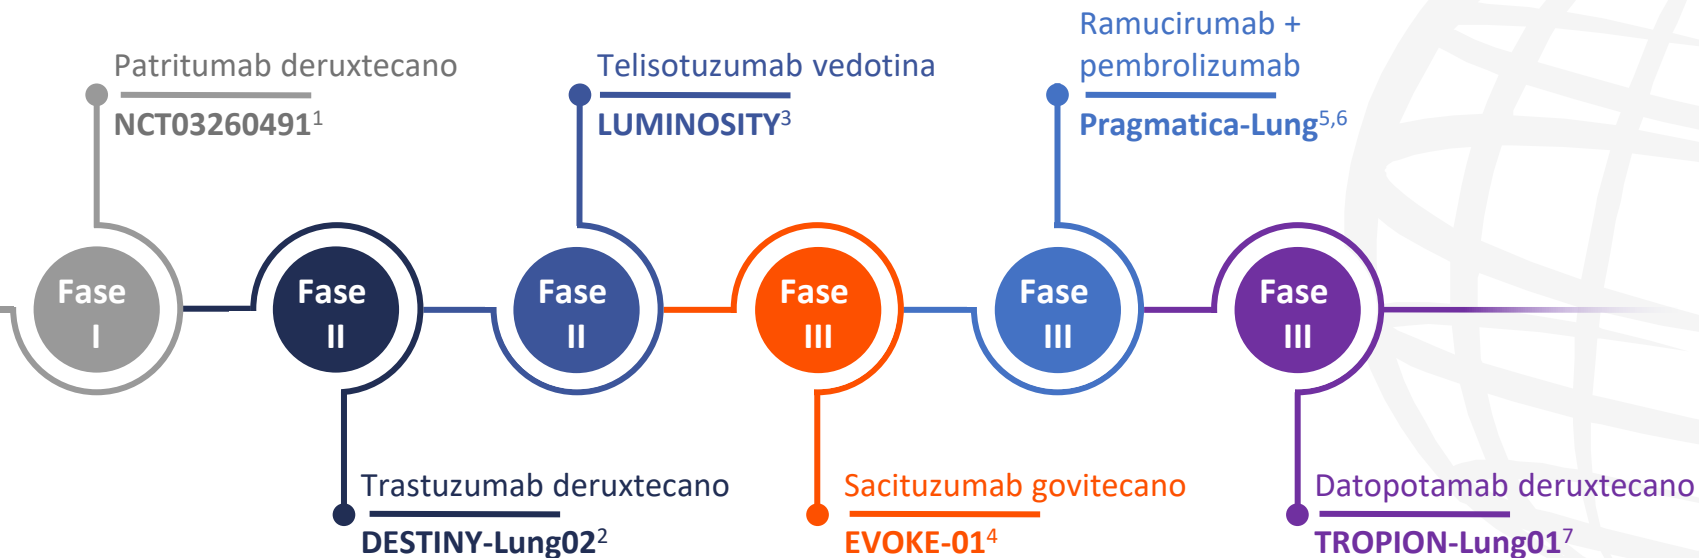 Patritumab deruxtecano
NCT03260491¹
Telisotuzumab vedotina
LUMINOSITY³
Ramucirumab +
pembrolizumab
Pragmatica-Lung⁵,⁶
Fase
I
Fase
II
Fase
II
Fase
III
Fase
III
Fase
III
Trastuzumab deruxtecano
DESTINY-Lung02²
Sacituzumab govitecano
EVOKE-01⁴
Datopotamab deruxtecano
TROPION-Lung01⁷